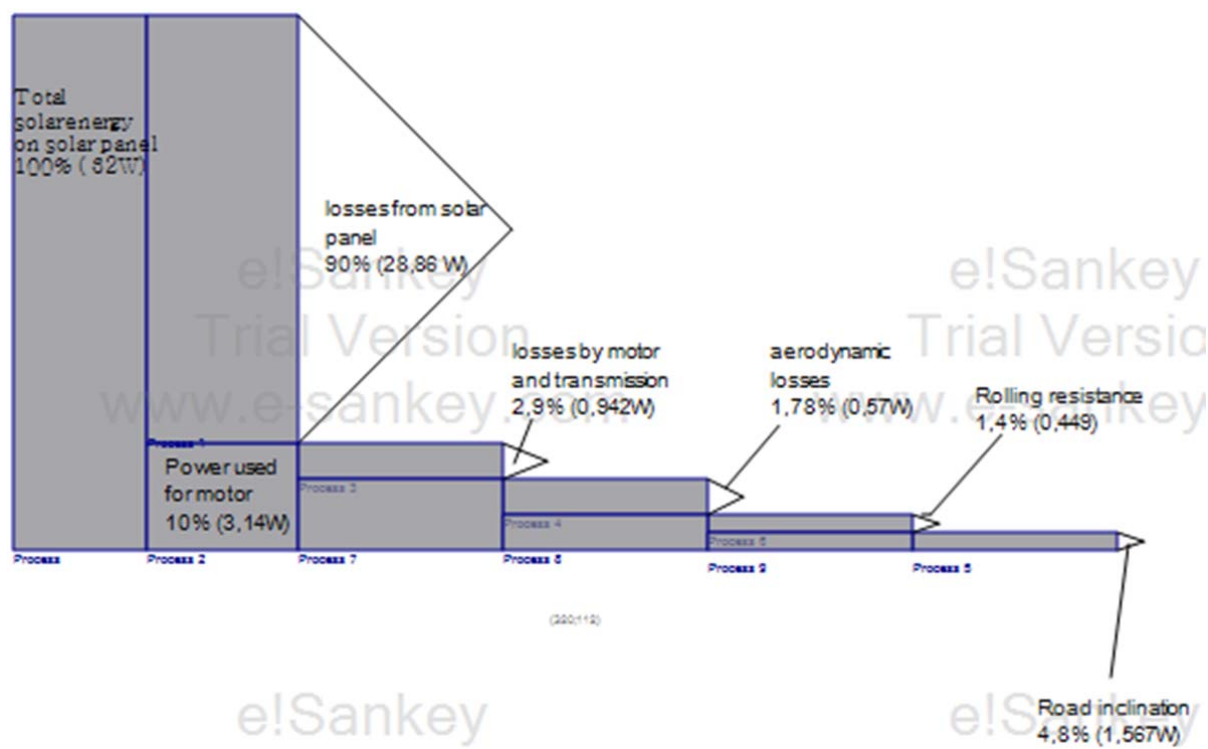 Total
solar energy
on solar panel
100% ( 32W)
losses from solar
panel
90% (28,86 W)
e!Sankey
Trial Version
www.e-sankey.com
e!Sankey
Trial Versio
www.e-sankey
losses by motor
and transmission
2,9% (0,942W)
aerodynamic
losses
1,78% (0,57W)
Rolling resistance
1,4% (0,449)
Process 1
Power used
for motor
10% (3,14W)
Process 3
Process 4
Process 6
Process
Process 2
Process 7
Process 8
Process 9
Process 5
e!Sankey
e!Sankey
Road inclination
4,8% (1,567W)